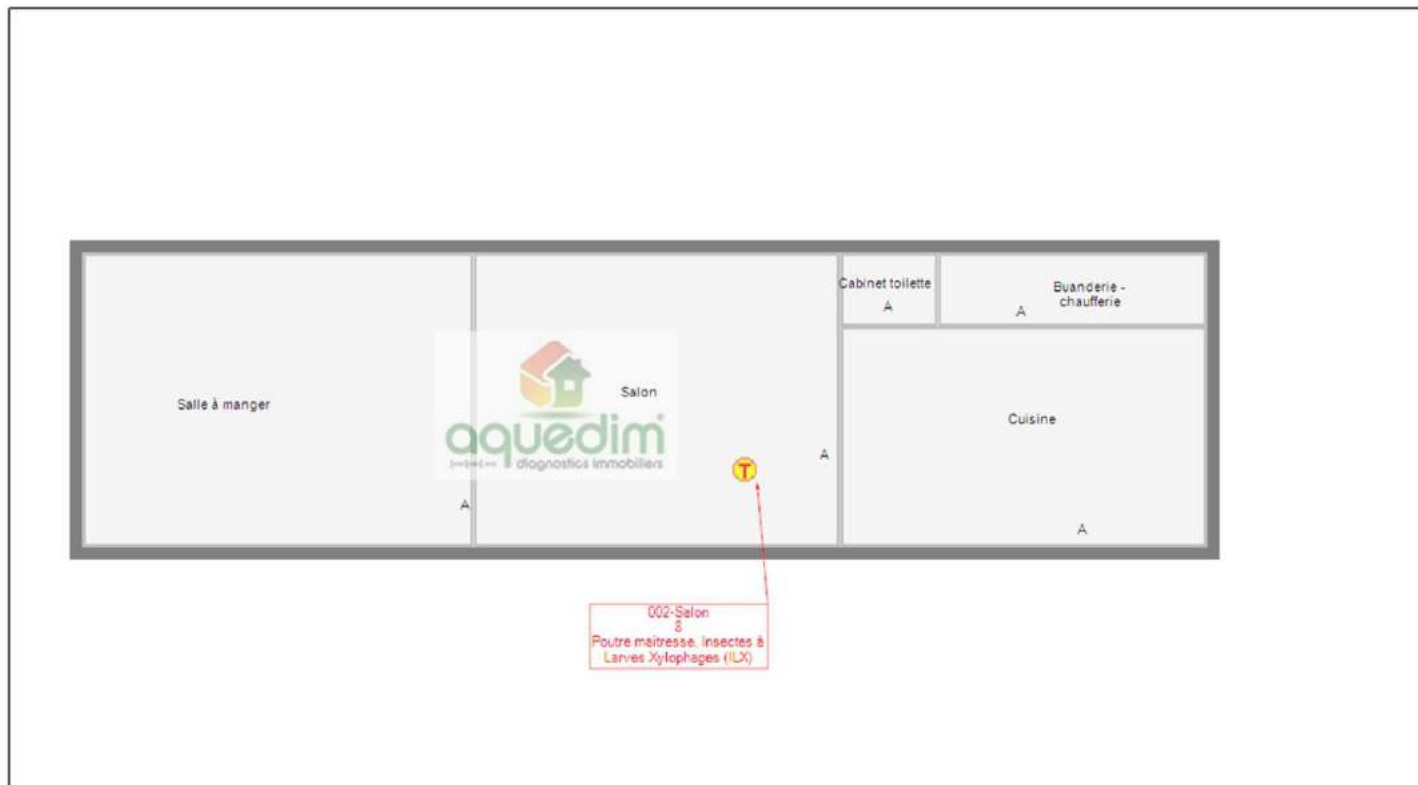 Cabinet toilette
A
Buanderie -
chaufferie
A
Salle à manger
A
Salon
A
aquedim
diagnostics immobiliers
T
Cuisine
A
002-Salon
8
Poutre maitresse. Insectes à
Larves Xylophages (ILX)